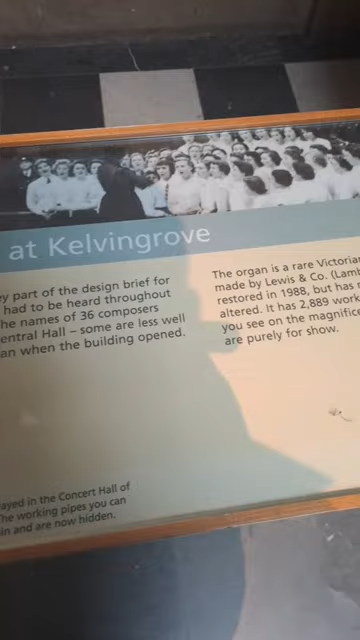 at Kelvingrove
part of the design brief for
had to be heard throughout
he names of 36 composers
entral Hall – some are less well
an when the building opened.
The organ is a rare Victorian
made by Lewis & Co. (Lam
restored in 1988, but has
altered. It has 2,889 work
you see on the magnific
are purely for show.
ayed in the Concert Hall of
The working pipes you can
in and are now hidden.